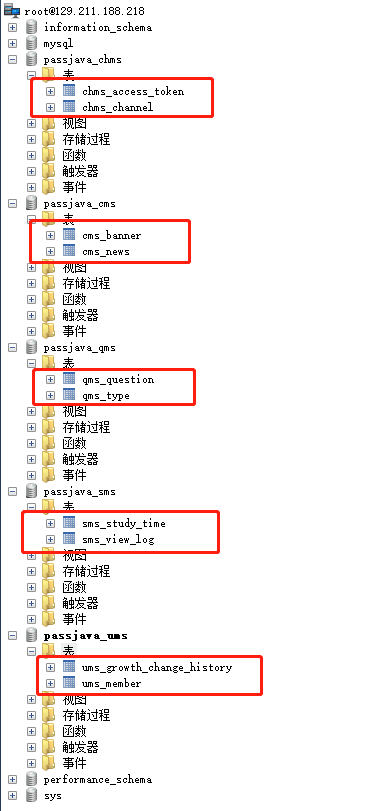 root@129.211.188.218
information_schema
mysql
passjava_chms
表
chms_access_token
chms_channel
视图
存储过程
函数
触发器
事件
passjava_cms
表
cms_banner
cms_news
视图
存储过程
函数
触发器
事件
passjava_qms
表
qms_question
qms_type
视图
存储过程
函数
触发器
事件
passjava_sms
表
sms_study_time
sms_view_log
视图
存储过程
函数
触发器
事件
passjava_ums
表
ums_growth_change_history
ums_member
视图
存储过程
函数
触发器
事件
performance_schema
sys